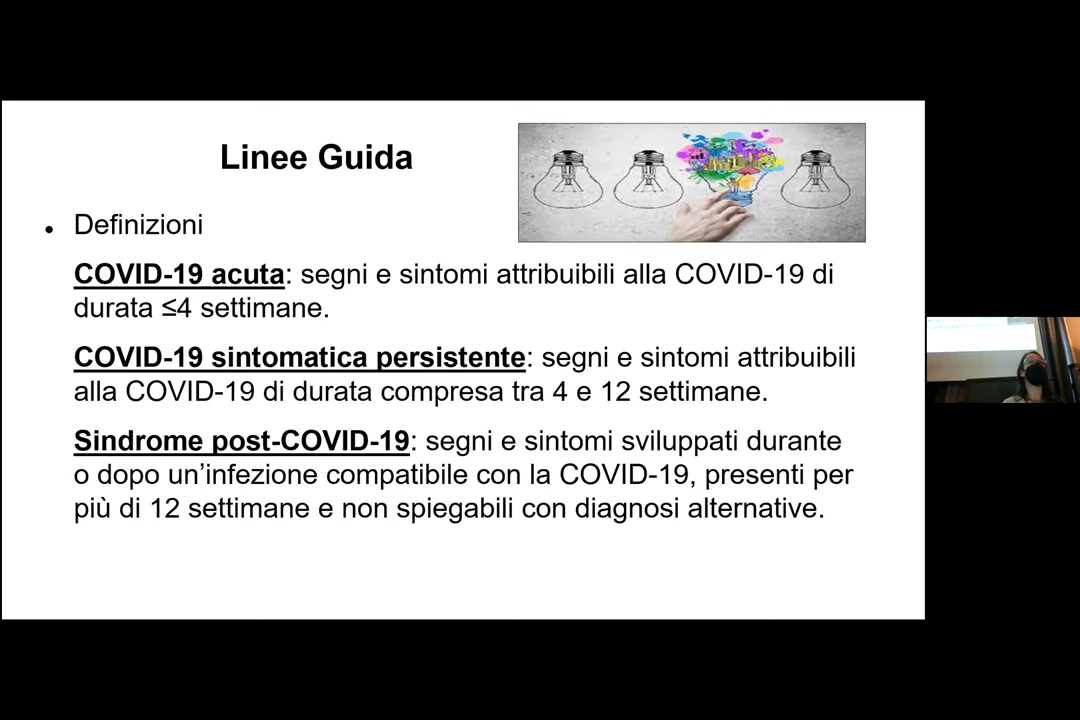 Linee Guida
Definizioni
COVID-19 acuta: segni e sintomi attribuibili alla COVID-19 di
durata ≤4 settimane.
COVID-19 sintomatica persistente: segni e sintomi attribuibili
alla COVID-19 di durata compresa tra 4 e 12 settimane.
Sindrome post-COVID-19: segni e sintomi sviluppati durante
o dopo un’infezione compatibile con la COVID-19, presenti per
più di 12 settimane e non spiegabili con diagnosi alternative.